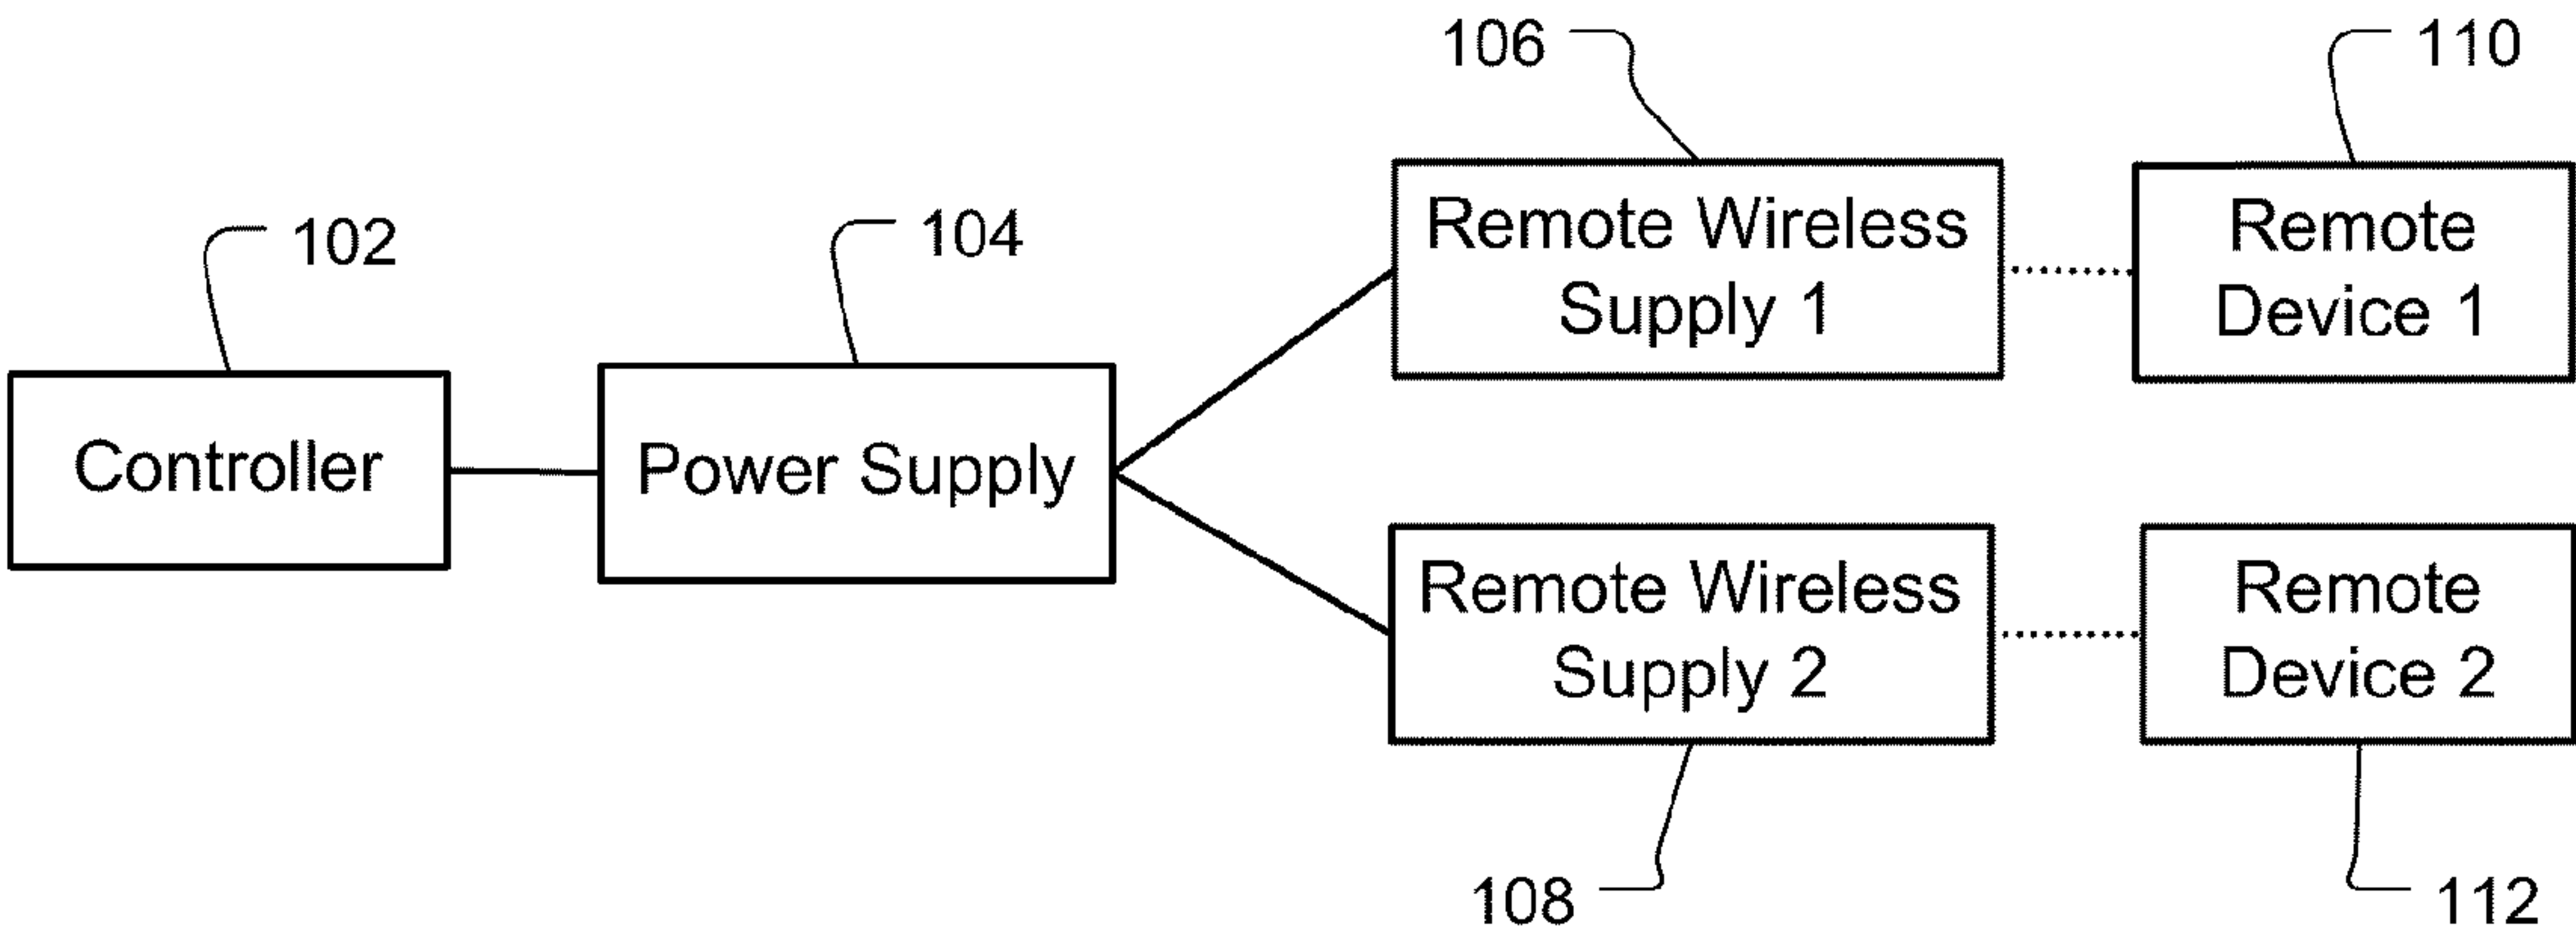 106
110
102
104
Remote Wireless
Supply 1
Remote
Device 1
Controller
Power Supply
Remote Wireless
Supply 2
Remote
Device 2
108
112